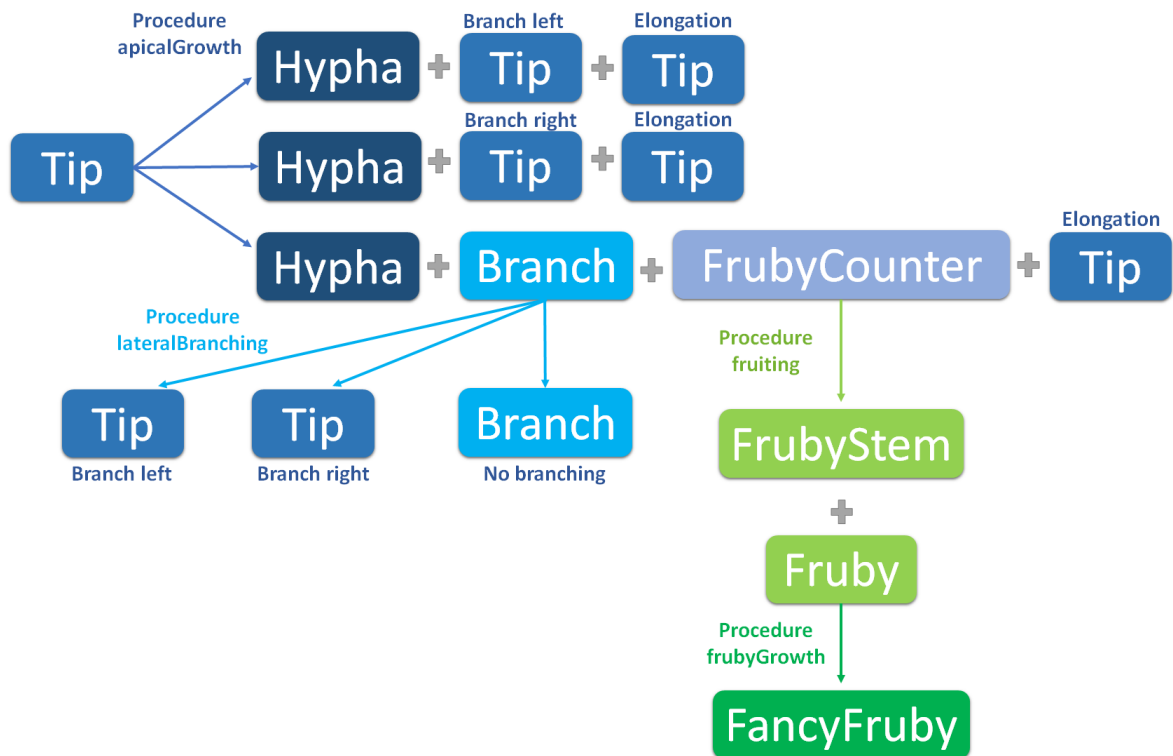 Procedure
apicalGrowth
Branch left
Elongation
Hypha + Tip + Tip
Branch right
Elongation
Tip
Hypha + Tip + Tip
Elongation
Hypha + Branch + FrubyCounter + Tip
Procedure
lateralBranching
Procedure
fruiting
Tip
Tip
Branch
Branch left
Branch right
No branching
FrubyStem
+
Fruby
Procedure
frubyGrowth
FancyFruby